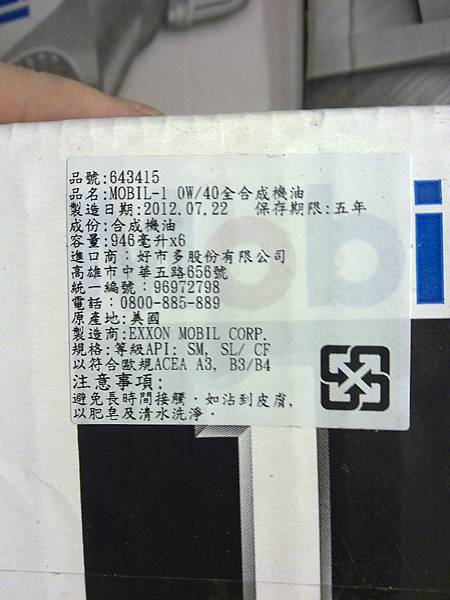 品號:643415
品名:MOBIL-1 0W/40全合成機油
製造日期:2012.07.22 保存期限:五年
成份:合成機油
容量:946毫升x6
進口商：好市多股份有限公司
高雄市中華五路656號
統一編號：96972798
電話：0800-885-889
原產地:美國
製造商:EXXON MOBIL CORP.
規格:等級API: SM, SL/ CF
以符合歐規ACEA A3, B3/B4
注意事項:
避免長時間接腰．如沾到皮膚,
以肥皂及清水洗淨．